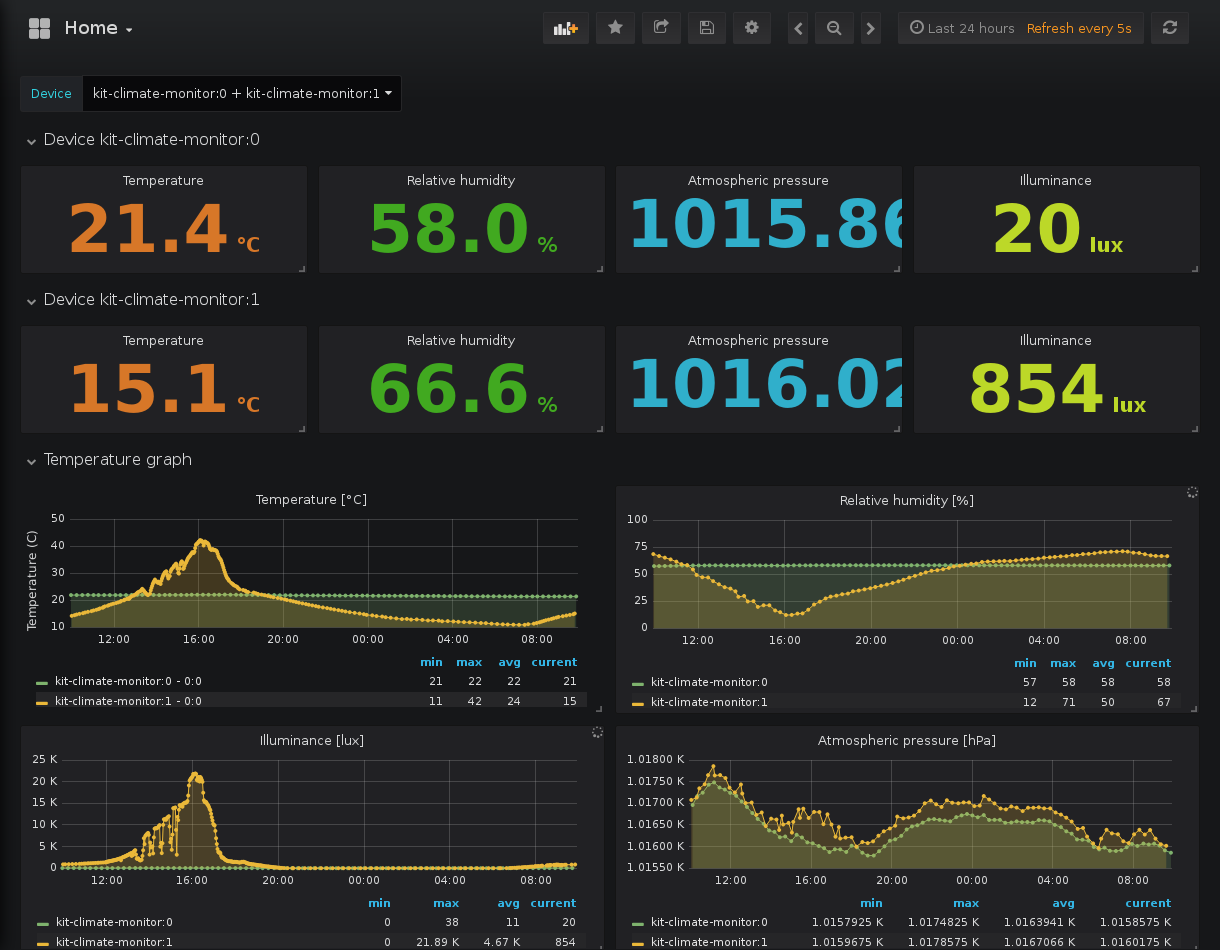 Home
Last 24 hours Refresh every 5s
Device kit-climate-monitor:0 + kit-climate-monitor:1
Device kit-climate-monitor:0
Temperature Relative humidity Atmospheric pressure Illuminance
21.4 °C 58.0 % 1015.86 20 lux
Device kit-climate-monitor:1
Temperature Relative humidity Atmospheric pressure Illuminance
15.1 °C 66.6 % 1016.02 854 lux
Temperature graph
Temperature [°C]
Temperature (C)
50
40
30
20
10
12:00 16:00 20:00 00:00 04:00 08:00
min max avg current
kit-climate-monitor:0 - 0:0 21 22 22 21
kit-climate-monitor:1 - 0:0 11 42 24 15
Relative humidity [%]
100
75
50
25
0
12:00 16:00 20:00 00:00 04:00 08:00
min max avg current
kit-climate-monitor:0 57 58 58 58
kit-climate-monitor:1 12 71 50 67
Illuminance [lux]
25 K
20 K
15 K
10 K
5 K
0
12:00 16:00 20:00 00:00 04:00 08:00
min max avg current
kit-climate-monitor:0 0 38 11 20
kit-climate-monitor:1 0 21.89 K 4.67 K 854
Atmospheric pressure [hPa]
1.01800 K
1.01750 K
1.01700 K
1.01650 K
1.01600 K
1.01550 K
12:00 16:00 20:00 00:00 04:00 08:00
min max avg current
kit-climate-monitor:0 1.0157925 K 1.0174825 K 1.0163941 K 1.0158575 K
kit-climate-monitor:1 1.0159675 K 1.0178575 K 1.0167066 K 1.0160175 K